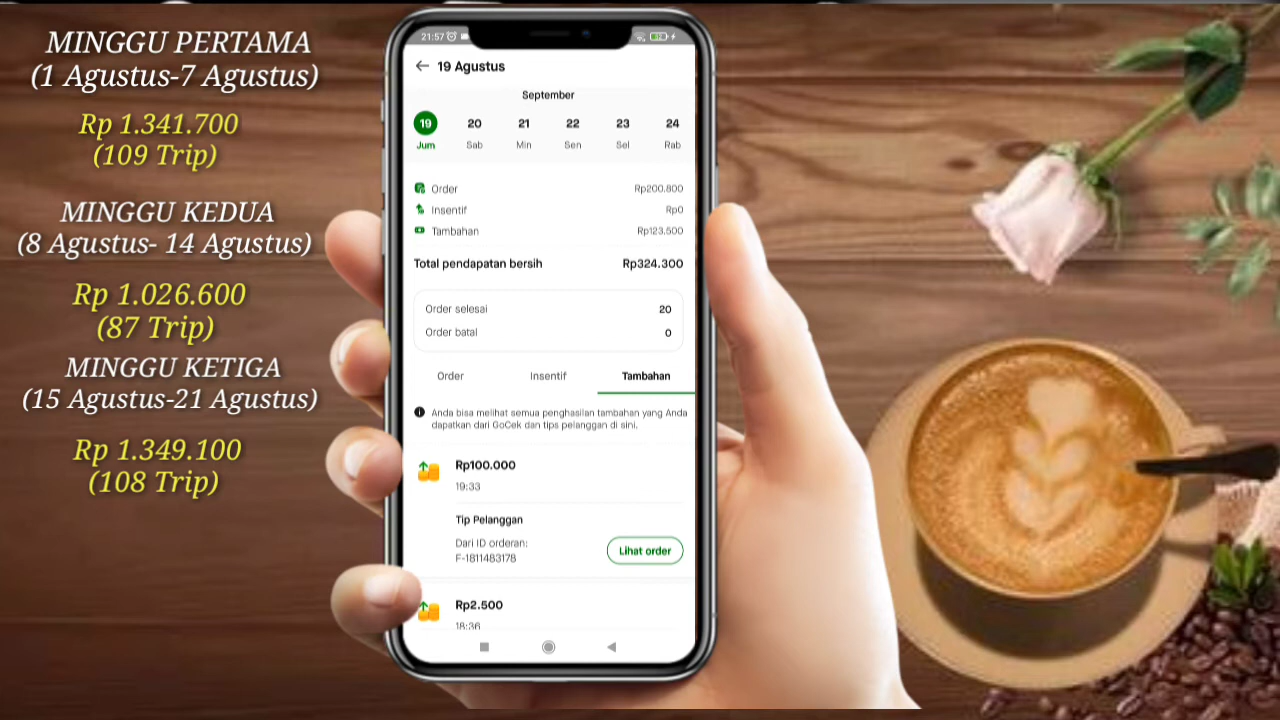 MINGGU PERTAMA
(1 Agustus-7 Agustus)
Rp 1.341.700
(109 Trip)
MINGGU KEDUA
(8 Agustus- 14 Agustus)
Rp 1.026.600
(87 Trip)
MINGGU KETIGA
(15 Agustus-21 Agustus)
Rp 1.349.100
(108 Trip)
21:57
19 Agustus
September
19 20 21 22 23 24
Jum Sab Min Sen Sel Rab
Order Rp200.800
Insentif Rp0
Tambahan Rp123.500
Total pendapatan bersih Rp324.300
Order selesai 20
Order batal 0
Order Insentif Tambahan
Anda bisa melihat semua penghasilan tambahan yang Anda
dapatkan dari GoCek dan tips pelanggan di sini.
Rp100.000
19:33
Tip Pelanggan
Dari ID orderan:
F-1811483178
Lihat order
Rp2.500
18:36